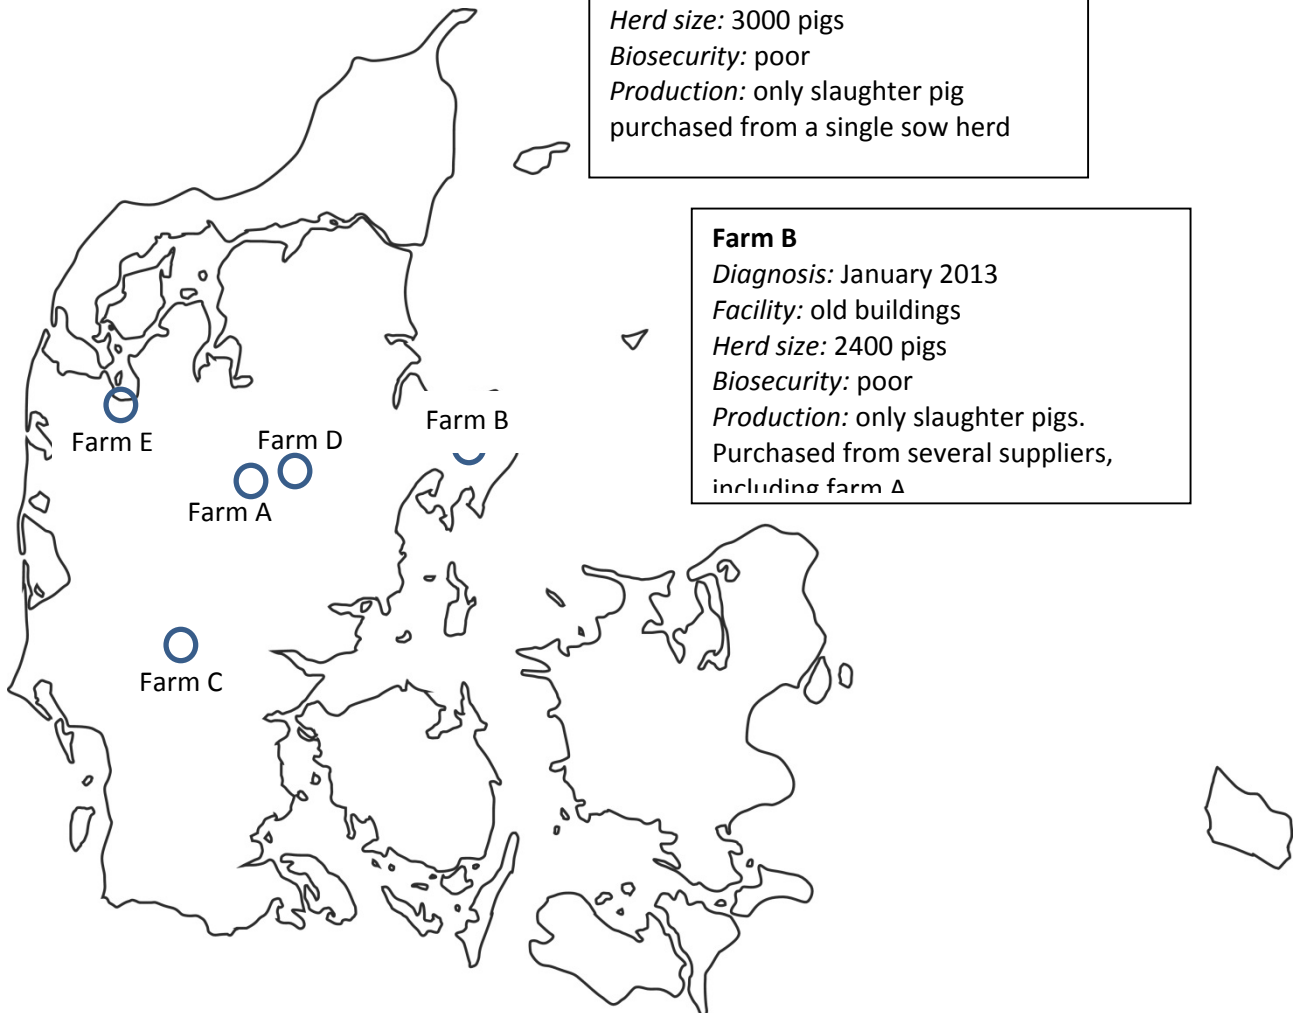 Herd size: 3000 pigs
Biosecurity: poor
Production: only slaughter pig
purchased from a single sow herd
Farm B
Diagnosis: January 2013
Facility: old buildings
Herd size: 2400 pigs
Biosecurity: poor
Production: only slaughter pigs.
Purchased from several suppliers,
including farm A
Farm B
Farm E
Farm D
Farm A
Farm C